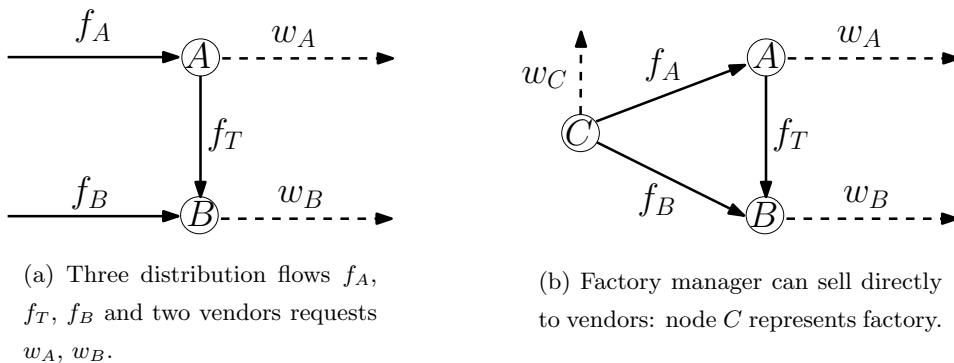 f_A
A
w_A
f_T
f_B
B
w_B
(a) Three distribution flows f_A,
f_T, f_B and two vendors requests
w_A, w_B.
w_C
f_A
A
w_A
C
f_T
f_B
B
w_B
(b) Factory manager can sell directly
to vendors: node C represents factory.